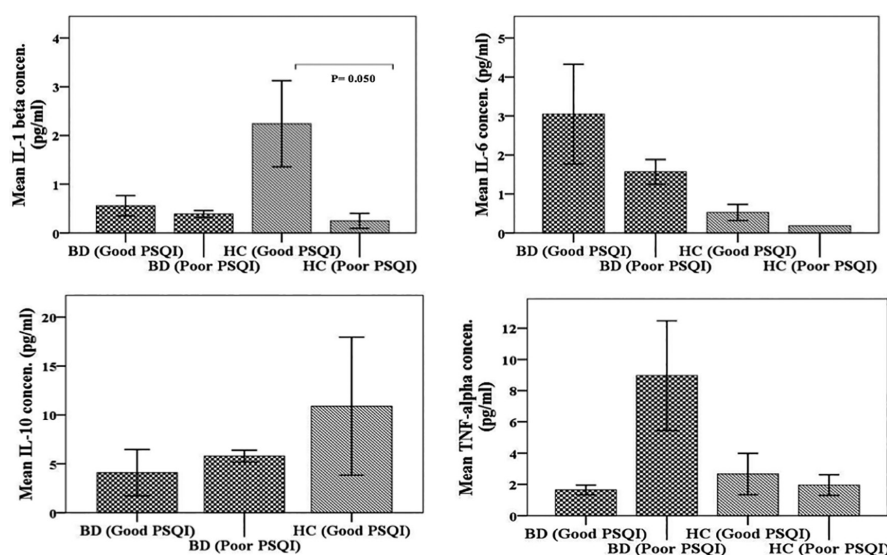 Mean IL-1 beta concen.
(pg/ml)
4
3
2
1
0
P= 0.050
BD (Good PSQI)
HC (Good PSQI)
BD (Poor PSQI)
HC (Poor PSQI)
Mean IL-6 concen. (pg/ml)
5
4
3
2
1
0
BD (Good PSQI)
HC (Good PSQI)
BD (Poor PSQI)
HC (Poor PSQI)
Mean IL-10 concen. (pg/ml)
20
15
10
5
0
BD (Good PSQI)
HC (Good PSQI)
BD (Poor PSQI)
Mean TNF-alpha concen.
(pg/ml)
12
10
8
6
4
2
0
BD (Good PSQI)
HC (Good PSQI)
BD (Poor PSQI)
HC (Poor PSQI)